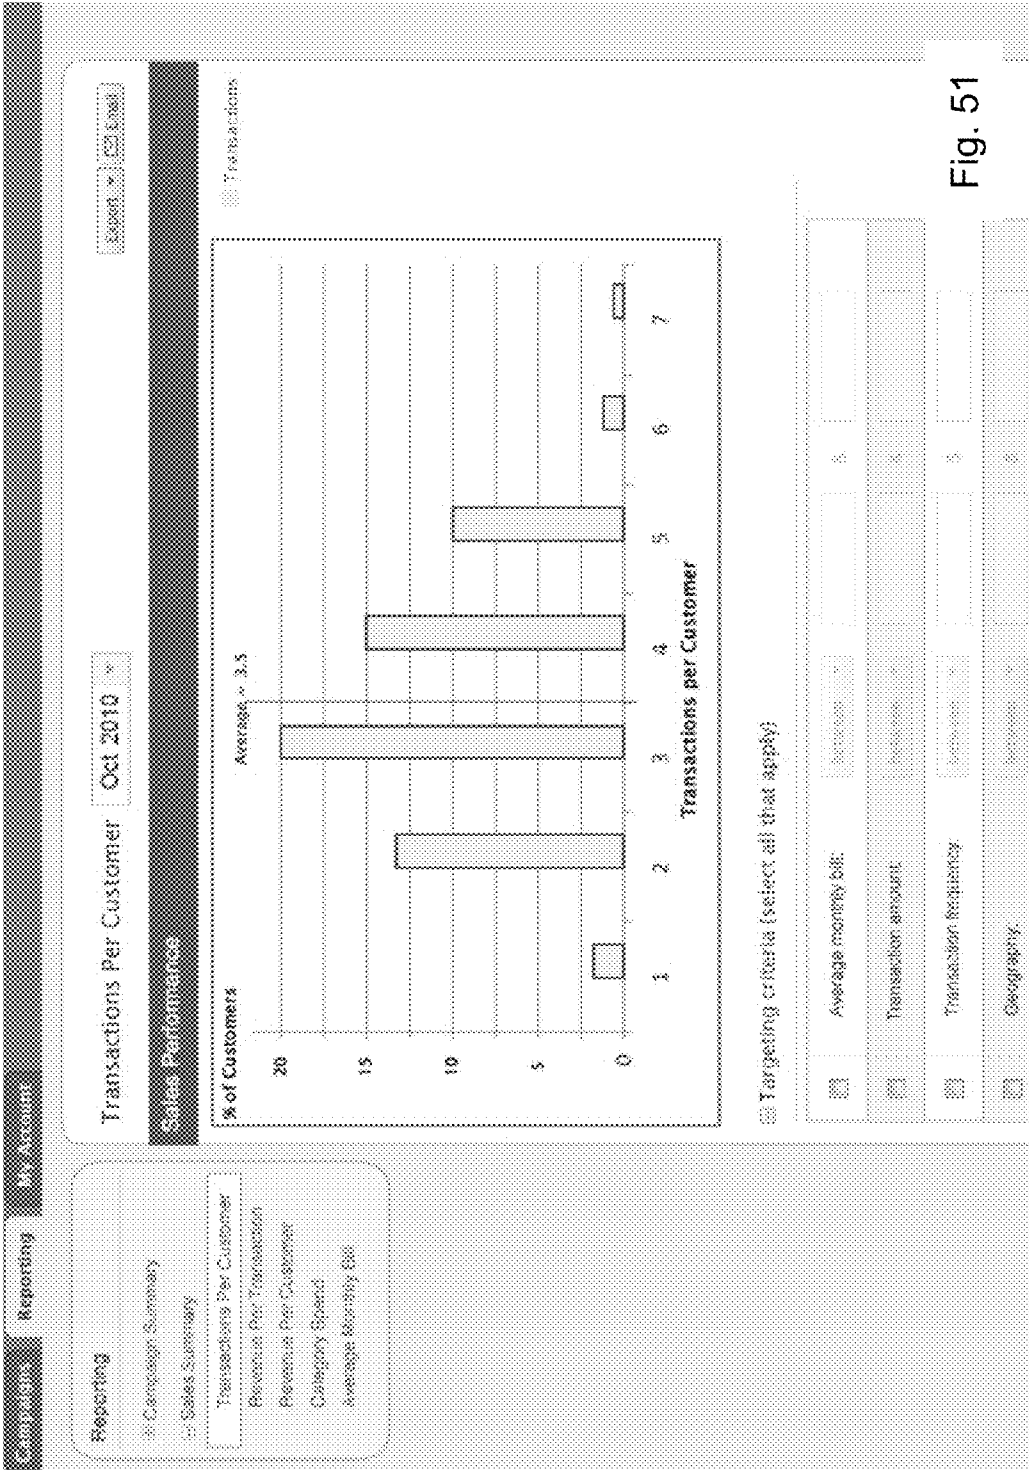 Campaigns Reporting My Account
Reporting
Campaign Summary
Sales Summary
Transactions Per Customer
Revenue Per Transaction
Revenue Per Customer
Category Spend
Average Monthly Bill
Transactions Per Customer Oct 2010
Export Email
Sales Performance
Transactions
% of Customers
Average = 3.5
20
15
10
5
0
1 2 3 4 5 6 7
Transactions per Customer
Targeting criteria (select all that apply)
Average monthly bill:
Transaction amount:
Transaction frequency:
Geography:
Fig. 51